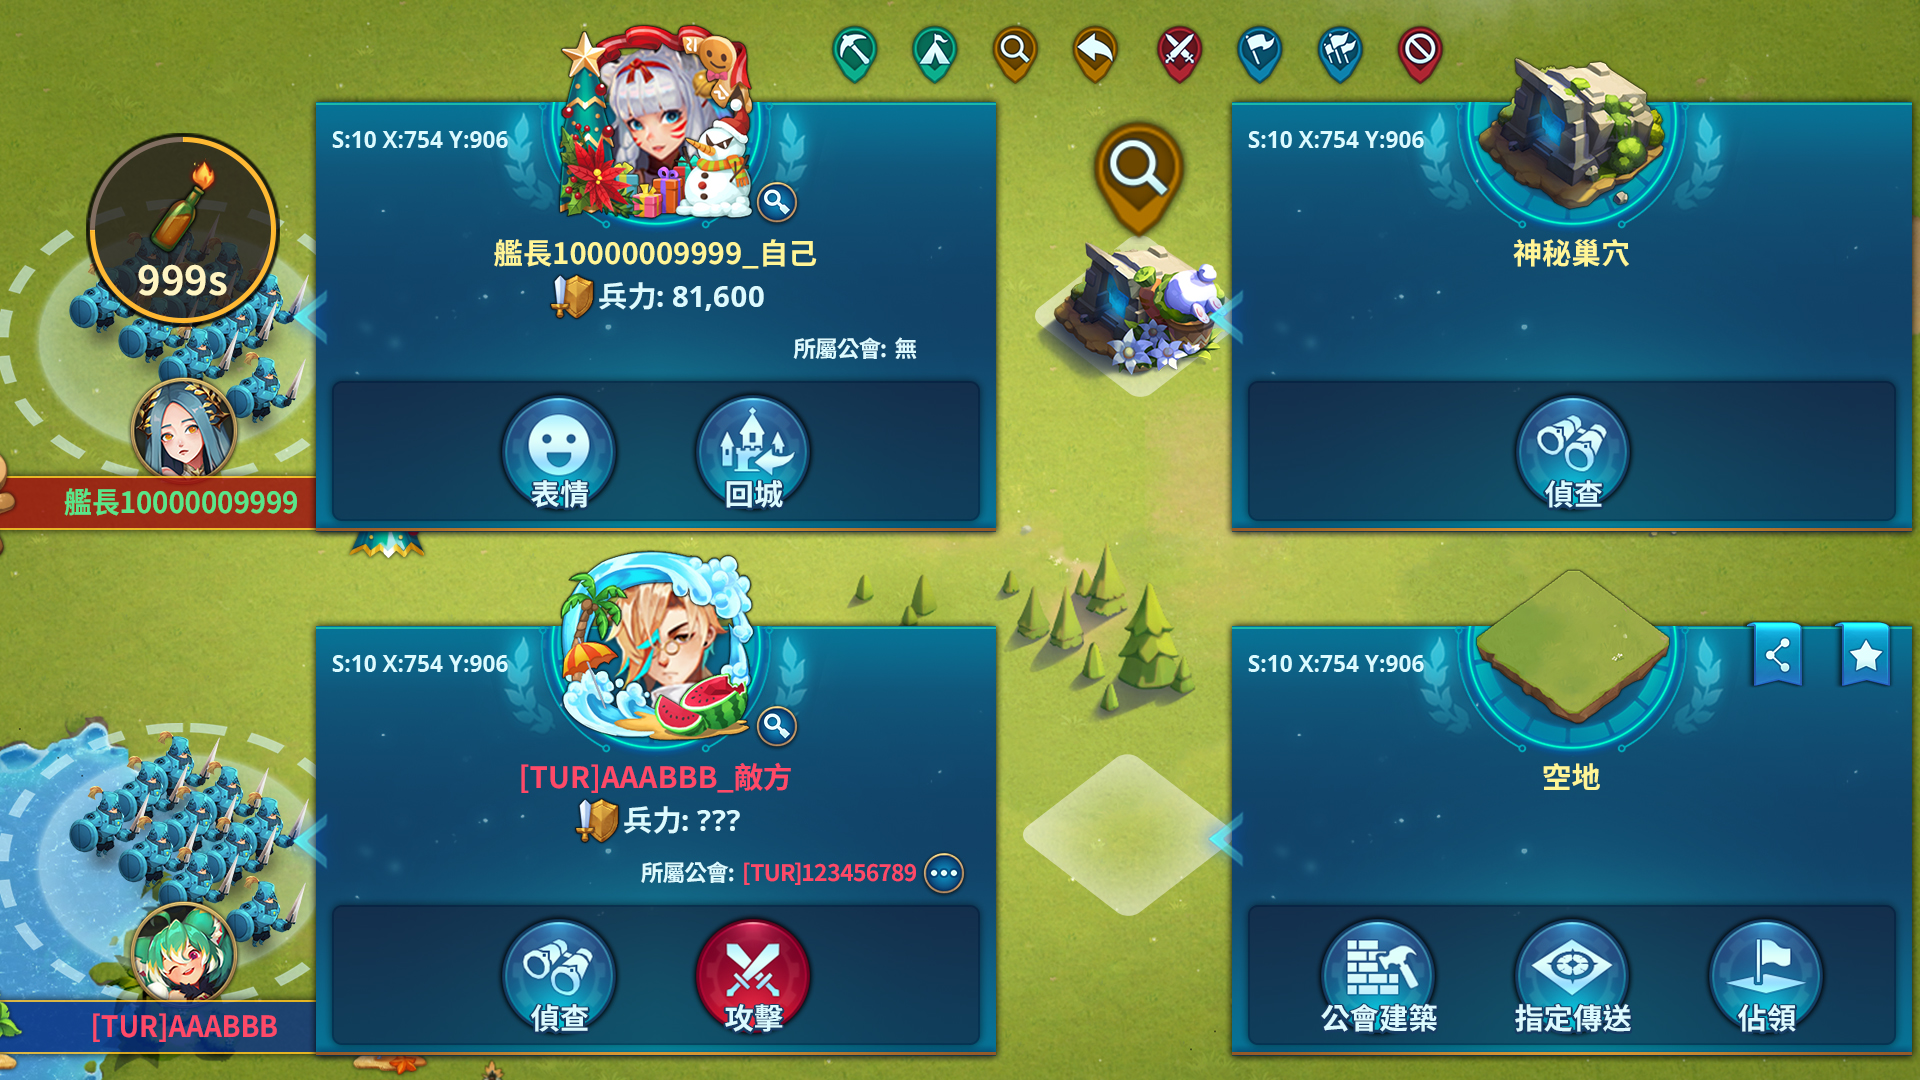 S:10 X:754 Y:906
艦長10000009999_自己
兵力: 81,600
所屬公會: 無
表情
回城
999s
艦長10000009999
S:10 X:754 Y:906
神秘巢穴
偵查
S:10 X:754 Y:906
[TUR]AAABBB_敵方
兵力: ???
所屬公會: [TUR]123456789
偵查
攻擊
[TUR]AAABBB
S:10 X:754 Y:906
空地
公會建築
指定傳送
佔領